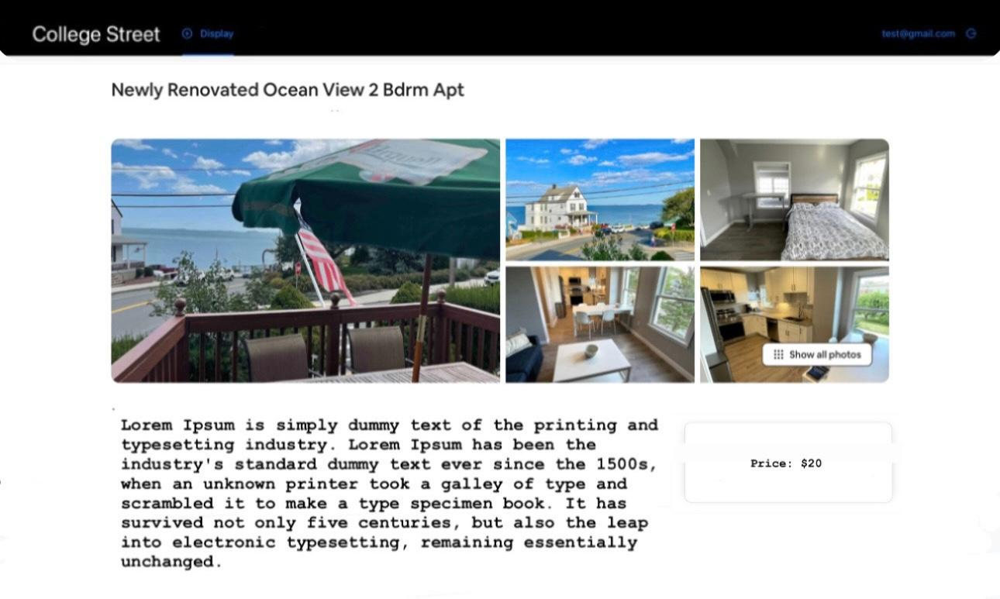 College Street
Display
test@gmail.com
Newly Renovated Ocean View 2 Bdrm Apt
Show all photos
Lorem Ipsum is simply dummy text of the printing and
typesetting industry. Lorem Ipsum has been the
industry's standard dummy text ever since the 1500s,
when an unknown printer took a galley of type and
scrambled it to make a type specimen book. It has
survived not only five centuries, but also the leap
into electronic typesetting, remaining essentially
unchanged.
Price: $20